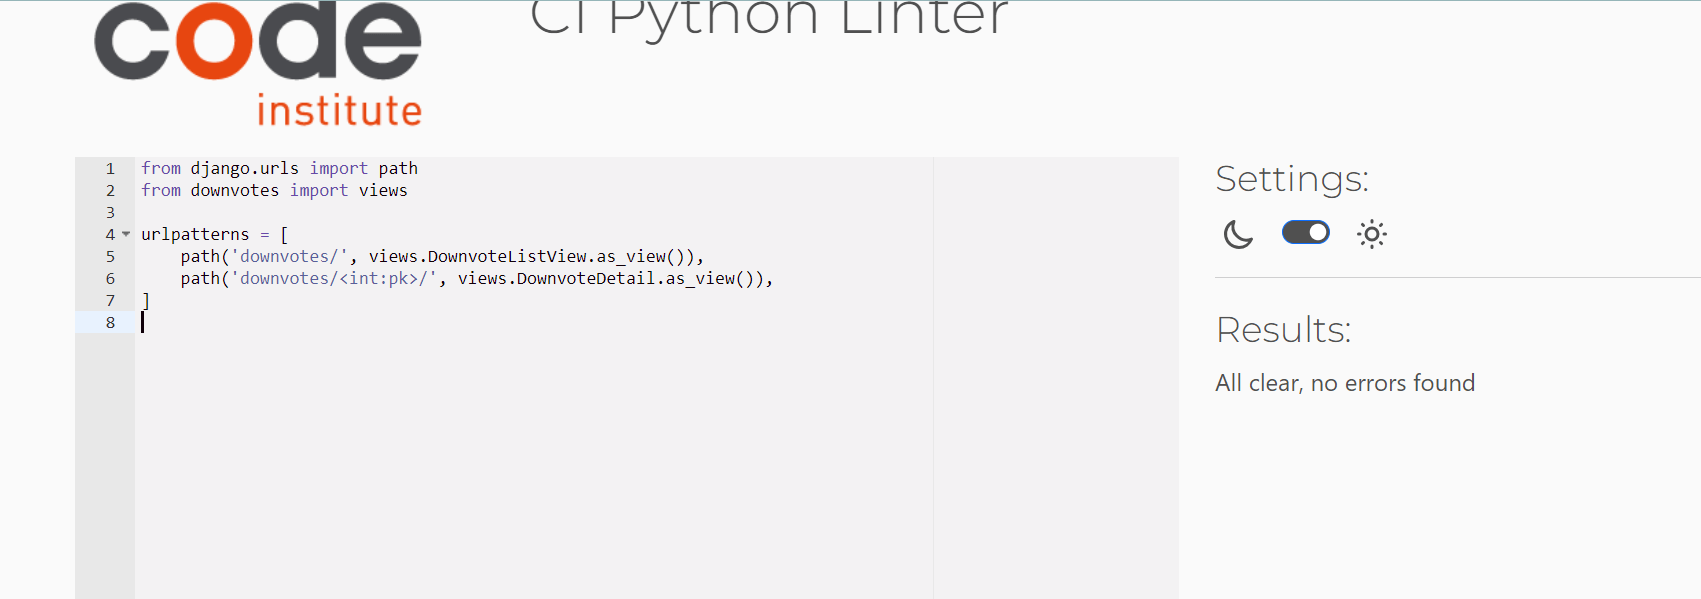 code
institute
CI Python Linter
1 from django.urls import path
2 from downvotes import views
3
4 urlpatterns = [
5     path('downvotes/', views.DownvoteListView.as_view()),
6     path('downvotes/<int:pk>/', views.DownvoteDetail.as_view()),
7 ]
8
Settings:
Results:
All clear, no errors found